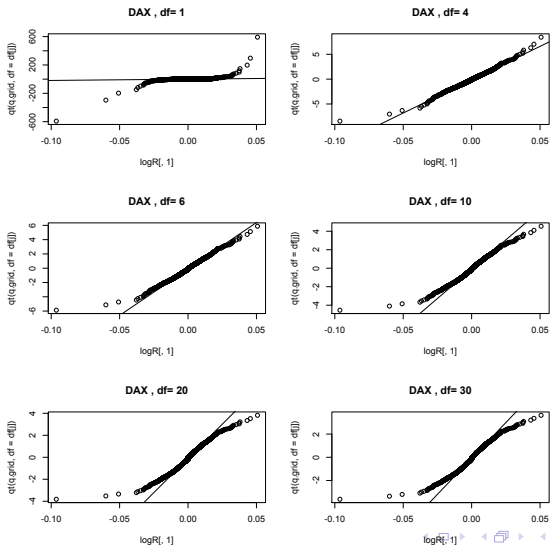 DAX , df= 1
DAX , df= 4
qt(q.grid, df = df[j])
-600
-200
200
600
-0.10
-0.05
0.00
0.05
logR[, 1]
qt(q.grid, df = df[j])
-5
0
5
-0.10
-0.05
0.00
0.05
logR[, 1]
DAX , df= 6
DAX , df= 10
qt(q.grid, df = df[j])
-6
-2
0
2
4
6
-0.10
-0.05
0.00
0.05
logR[, 1]
qt(q.grid, df = df[j])
-4
-2
0
2
4
-0.10
-0.05
0.00
0.05
logR[, 1]
DAX , df= 20
DAX , df= 30
qt(q.grid, df = df[j])
-4
-2
0
2
4
-0.10
-0.05
0.00
0.05
logR[, 1]
qt(q.grid, df = df[j])
-2
0
2
-0.10
-0.05
0.00
0.05
logR[, 1]